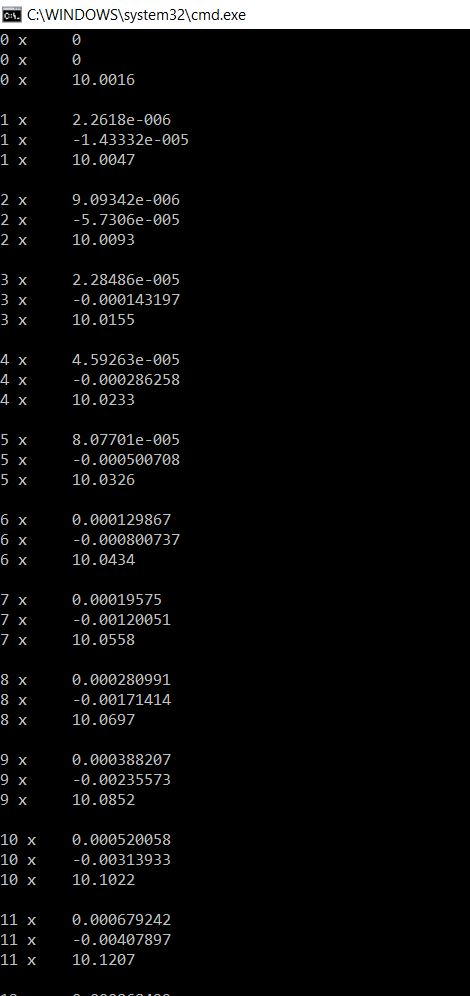 C:\WINDOWS\system32\cmd.exe
0 x 0
0 x 0
0 x 10.0016
1 x 2.2618e-006
1 x -1.43332e-005
1 x 10.0047
2 x 9.09342e-006
2 x -5.7306e-005
2 x 10.0093
3 x 2.28486e-005
3 x -0.000143197
3 x 10.0155
4 x 4.59263e-005
4 x -0.000286258
4 x 10.0233
5 x 8.07701e-005
5 x -0.000500708
5 x 10.0326
6 x 0.000129867
6 x -0.000800737
6 x 10.0434
7 x 0.00019575
7 x -0.00120051
7 x 10.0558
8 x 0.000280991
8 x -0.00171414
8 x 10.0697
9 x 0.000388207
9 x -0.00235573
9 x 10.0852
10 x 0.000520058
10 x -0.00313933
10 x 10.1022
11 x 0.000679242
11 x -0.00407897
11 x 10.1207